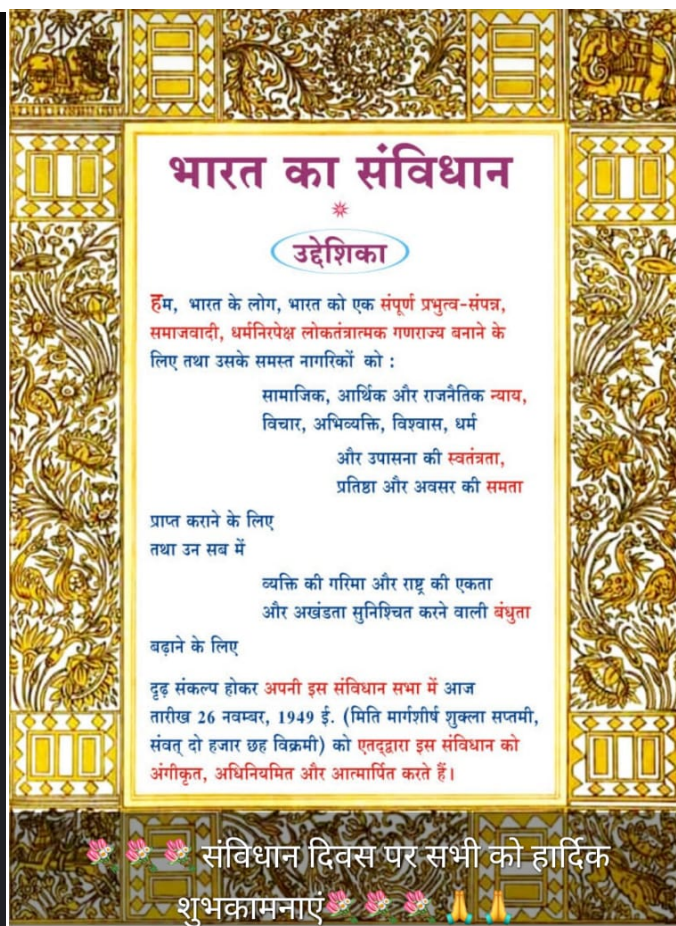 भारत का संविधान
उद्देशिका
हम, भारत के लोग, भारत को एक संपूर्ण प्रभुत्व-संपन्न,
समाजवादी, धर्मनिरपेक्ष लोकतंत्रात्मक गणराज्य बनाने के
लिए तथा उसके समस्त नागरिकों को :
सामाजिक, आर्थिक और राजनैतिक न्याय,
विचार, अभिव्यक्ति, विश्वास, धर्म
और उपासना की स्वतंत्रता,
प्रतिष्ठा और अवसर की समता
प्राप्त कराने के लिए
तथा उन सब में
व्यक्ति की गरिमा और राष्ट्र की एकता
और अखंडता सुनिश्चित करने वाली बंधुता
बढ़ाने के लिए
दृढ़ संकल्प होकर अपनी इस संविधान सभा में आज
तारीख 26 नवम्बर, 1949 ई. (मिति मार्गशीर्ष शुक्ला सप्तमी,
संवत् दो हजार छह विक्रमी) को एतद्द्वारा इस संविधान को
अंगीकृत, अधिनियमित और आत्मार्पित करते हैं।
💐💐💐संविधान दिवस पर सभी को हार्दिक
शुभकामनाएं💐💐💐🙏🙏